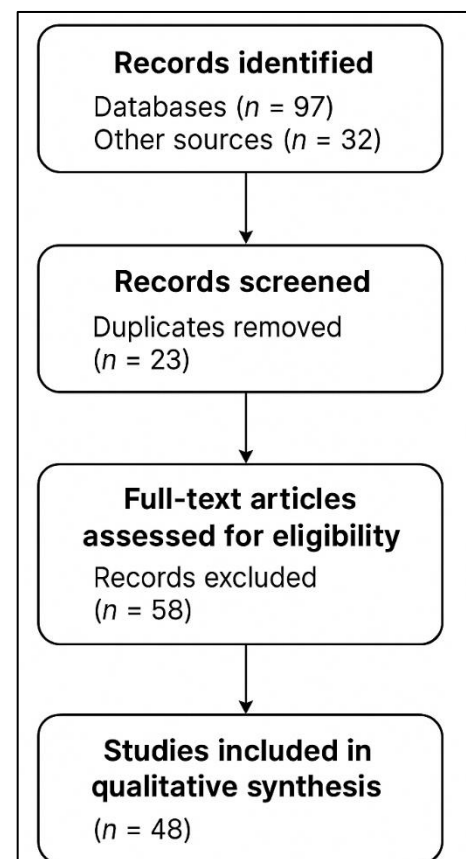 Records identified
Databases (n = 97)
Other sources (n = 32)
Records screened
Duplicates removed
(n = 23)
Full-text articles
assessed for eligibility
Records excluded
(n = 58)
Studies included in
qualitative synthesis
(n = 48)